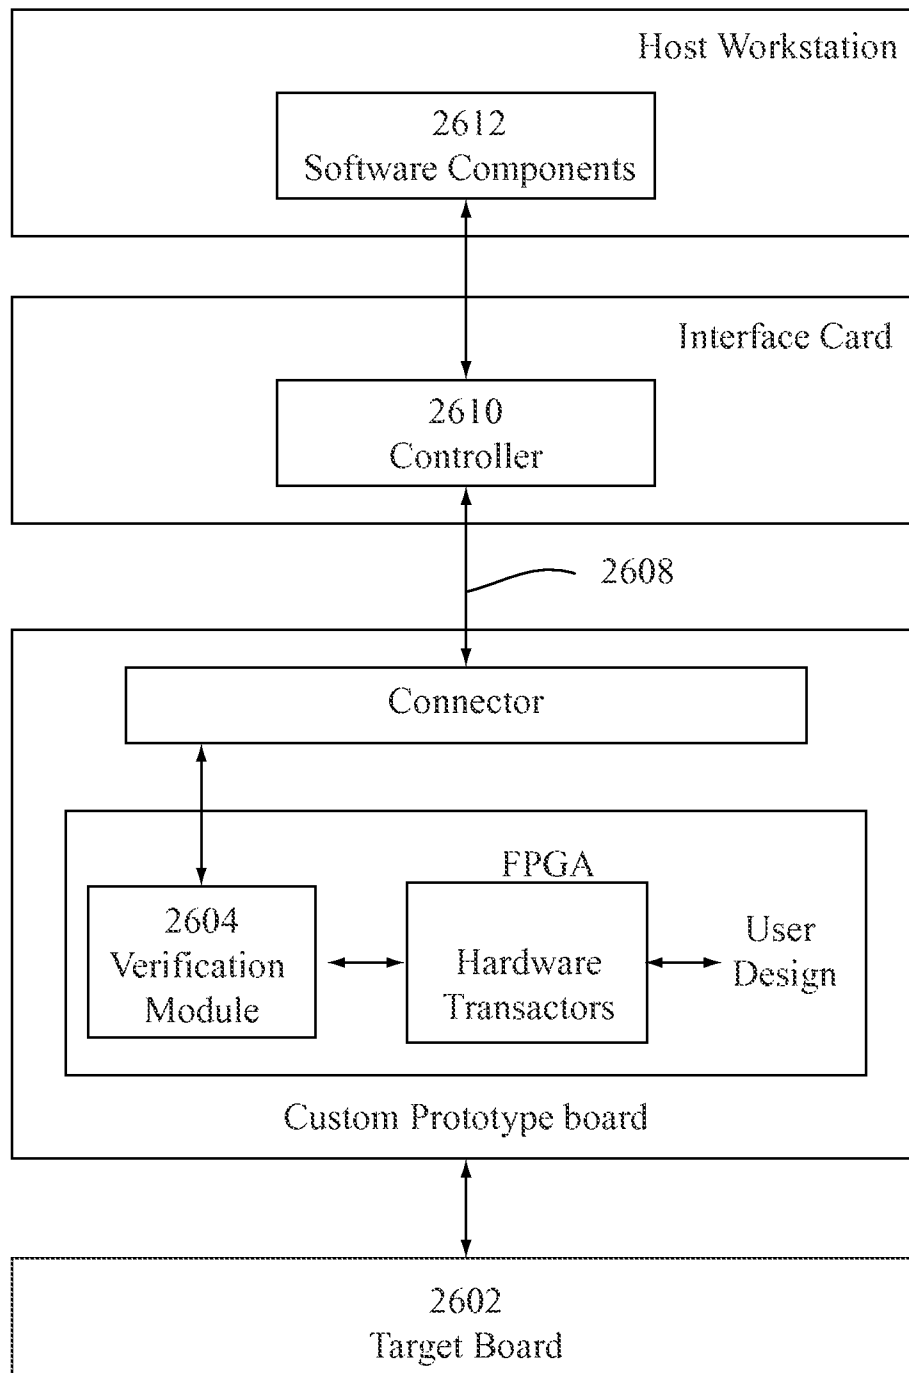 Host Workstation
2612
Software Components
Interface Card
2610
Controller
2608
Connector
FPGA
2604
Verification
Module
Hardware
Transactors
User
Design
Custom Prototype board
2602
Target Board